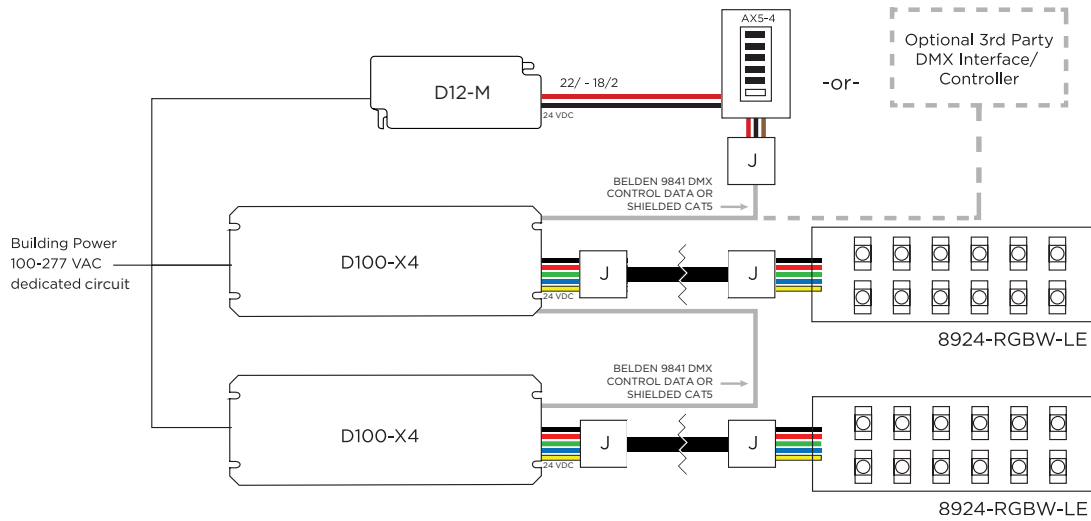 AX5-4
Optional 3rd Party
DMX Interface/
Controller
-or-
D12-M
22/ - 18/2
24 VDC
J
BELDEN 9841 DMX
CONTROL DATA OR
SHIELDED CAT5
Building Power
100-277 VAC
dedicated circuit
D100-X4
24 VDC
J
J
8924-RGBW-LE
BELDEN 9841 DMX
CONTROL DATA OR
SHIELDED CAT5
D100-X4
24 VDC
J
J
8924-RGBW-LE